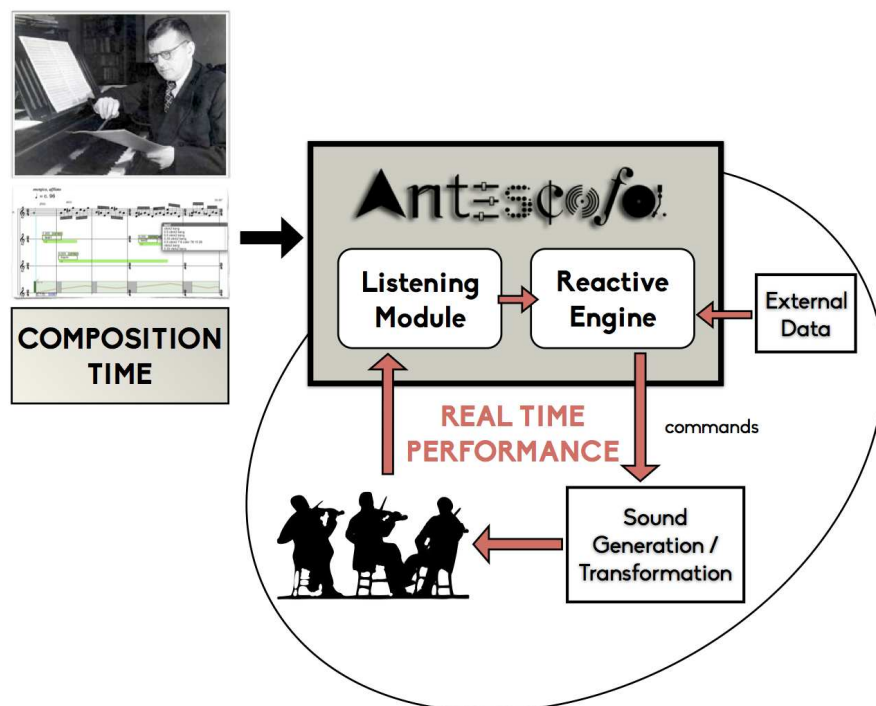 COMPOSITION
TIME
Antescofo
Listening
Module
Reactive
Engine
External
Data
REAL TIME
PERFORMANCE
commands
Sound
Generation /
Transformation